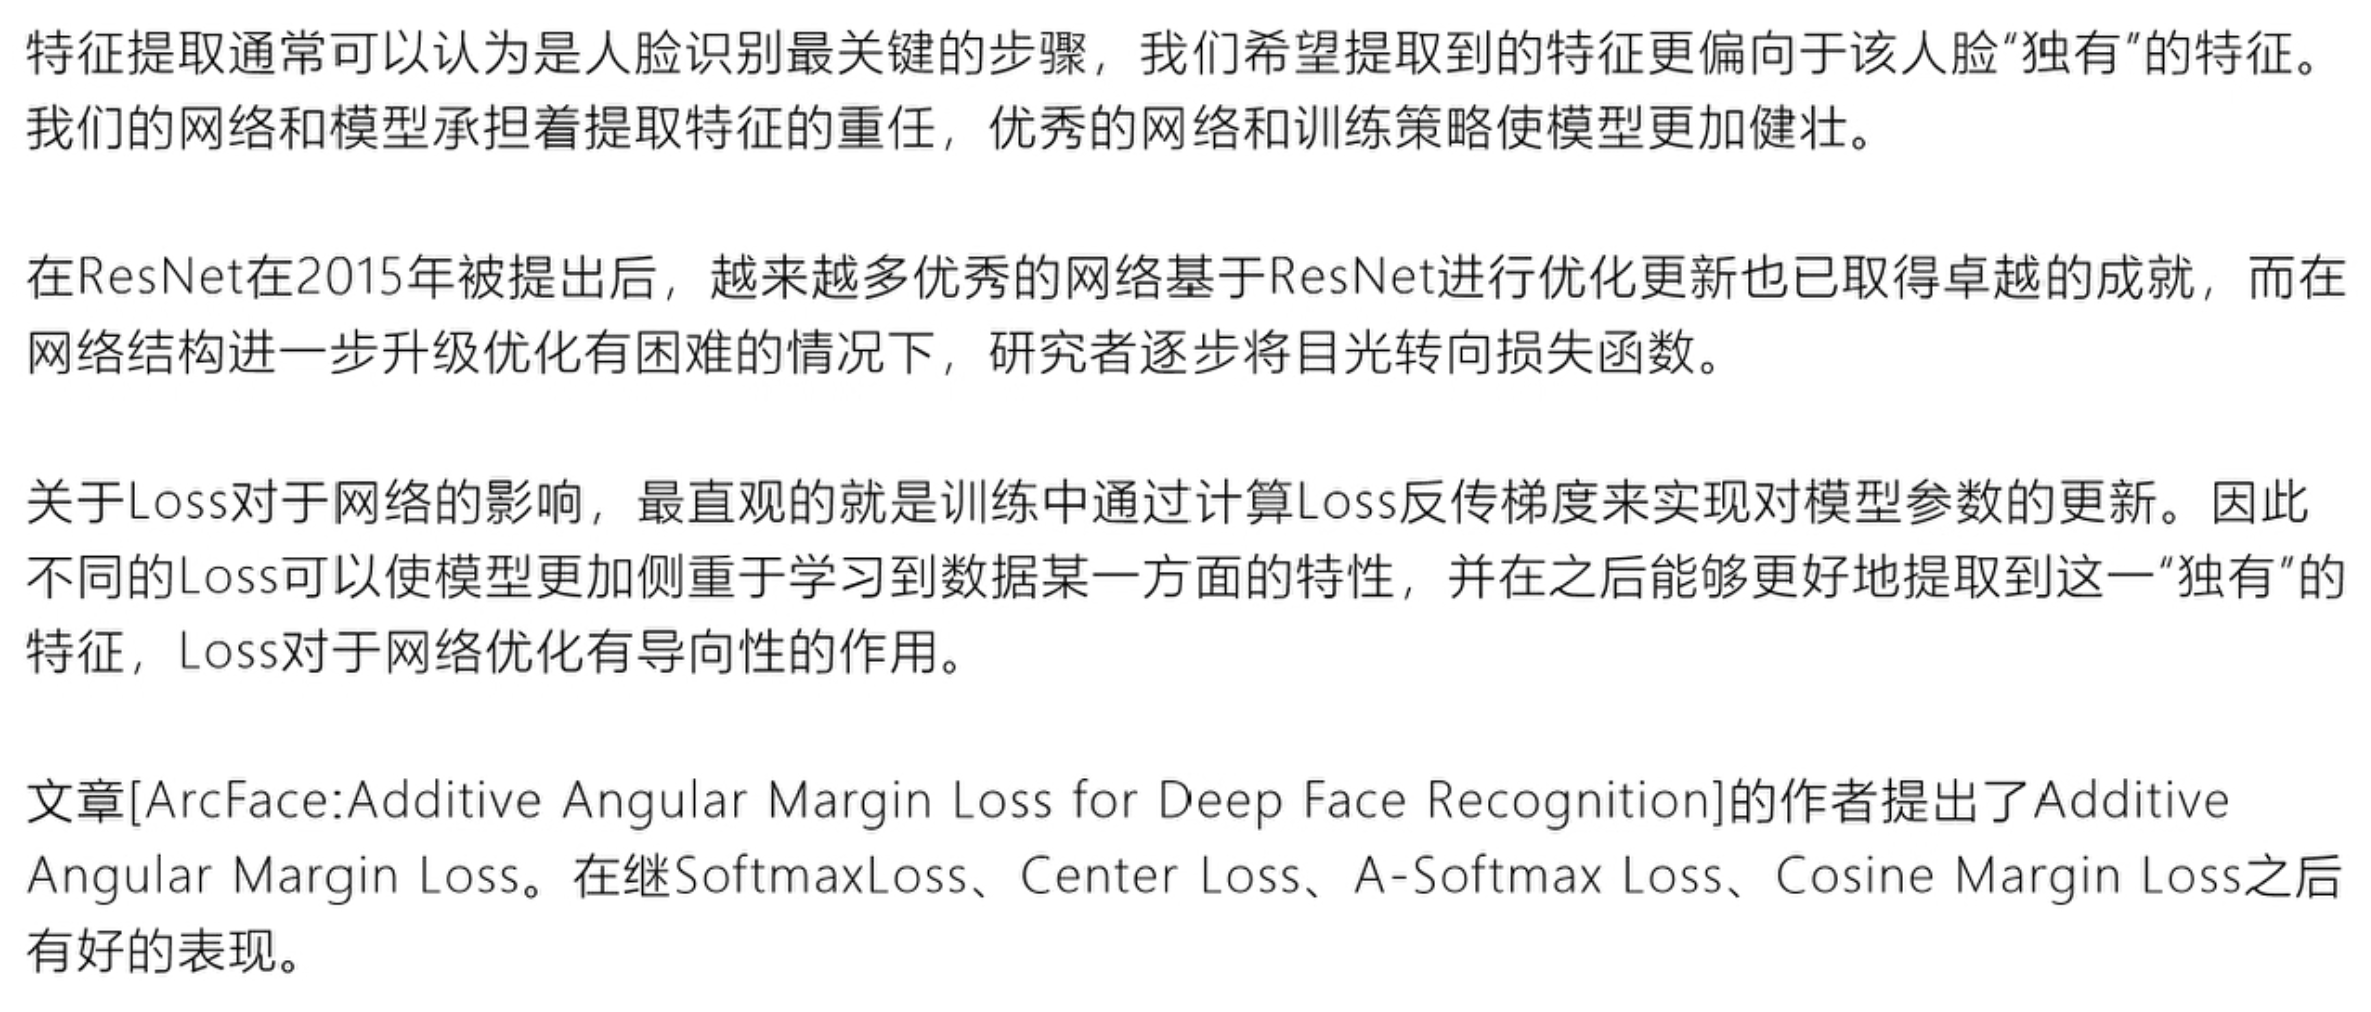 特征提取通常可以认为是人脸识别最关键的步骤，我们希望提取到的特征更偏向于该人脸“独有”的特征。
我们的网络和模型承担着提取特征的重任，优秀的网络和训练策略使模型更加健壮。
在ResNet在2015年被提出后，越来越多优秀的网络基于ResNet进行优化更新也已取得卓越的成就，而在
网络结构进一步升级优化有困难的情况下，研究者逐步将目光转向损失函数。
关于Loss对于网络的影响，最直观的就是训练中通过计算Loss反传梯度来实现对模型参数的更新。因此
不同的Loss可以使模型更加侧重于学习到数据某一方面的特性，并在之后能够更好地提取到这一“独有”的
特征，Loss对于网络优化有导向性的作用。
文章[ArcFace:Additive Angular Margin Loss for Deep Face Recognition]的作者提出了Additive
Angular Margin Loss。在继SoftmaxLoss、Center Loss、A-Softmax Loss、Cosine Margin Loss之后
有好的表现。